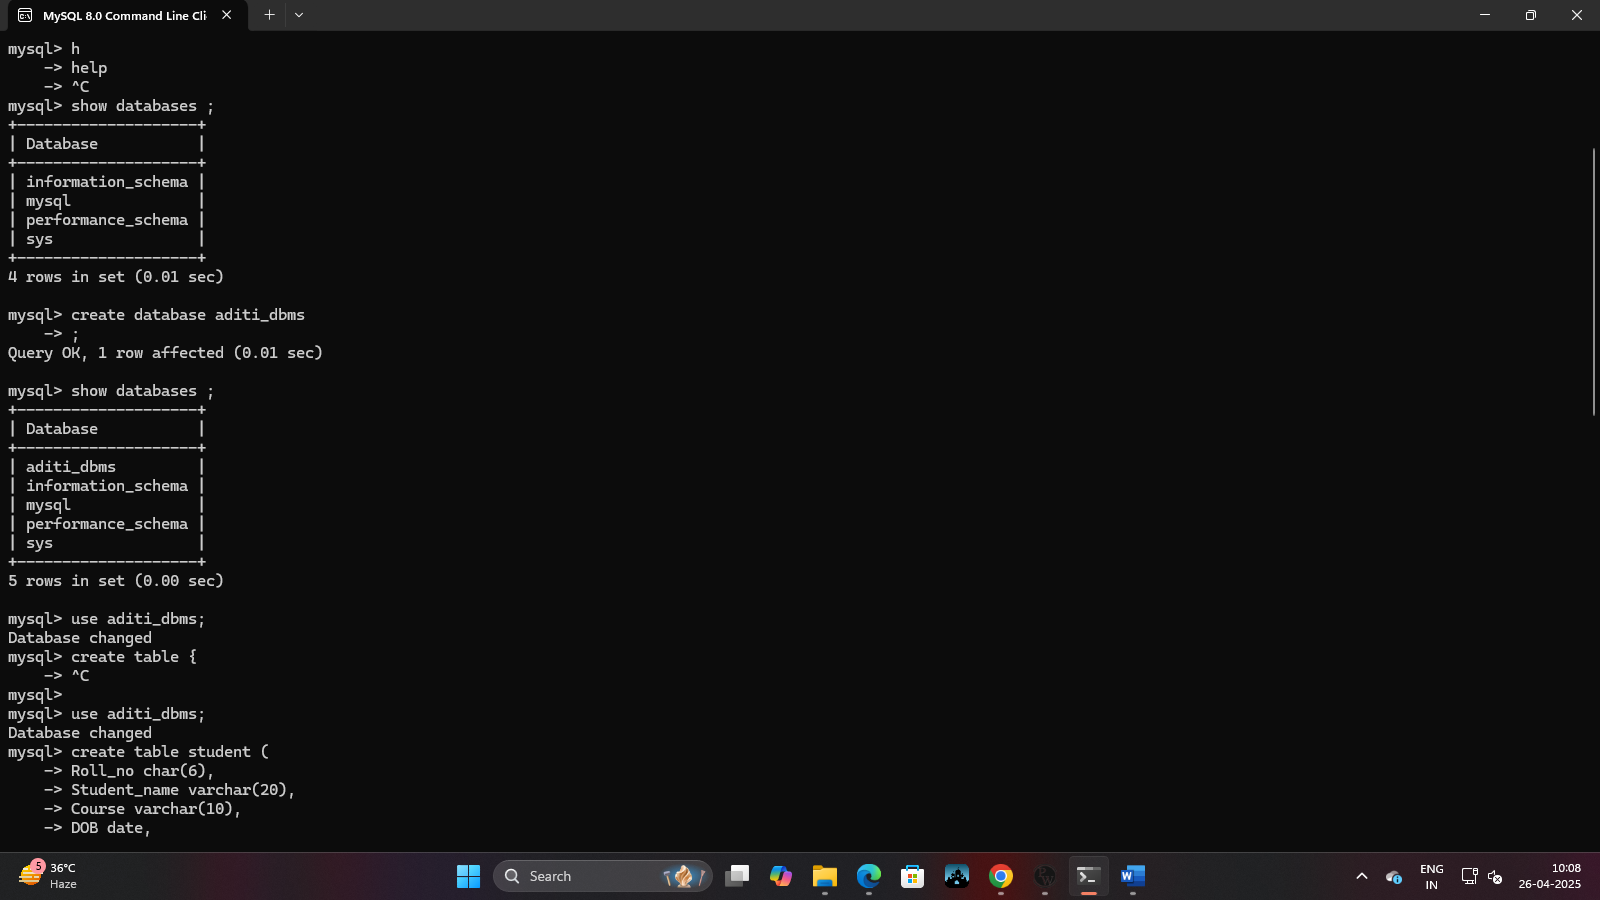 MySQL 8.0 Command Line Cli
mysql> h
    -> help
    -> ^C
mysql> show databases ;
+--------------------+
| Database           |
+--------------------+
| information_schema |
| mysql              |
| performance_schema |
| sys                |
+--------------------+
4 rows in set (0.01 sec)
mysql> create database aditi_dbms
    -> ;
Query OK, 1 row affected (0.01 sec)
mysql> show databases ;
+--------------------+
| Database           |
+--------------------+
| aditi_dbms         |
| information_schema |
| mysql              |
| performance_schema |
| sys                |
+--------------------+
5 rows in set (0.00 sec)
mysql> use aditi_dbms;
Database changed
mysql> create table {
    -> ^C
mysql>
mysql> use aditi_dbms;
Database changed
mysql> create table student (
    -> Roll_no char(6),
    -> Student_name varchar(20),
    -> Course varchar(10),
    -> DOB date,
5
36°C
Haze
Search
ENG
IN
10:08
26-04-2025